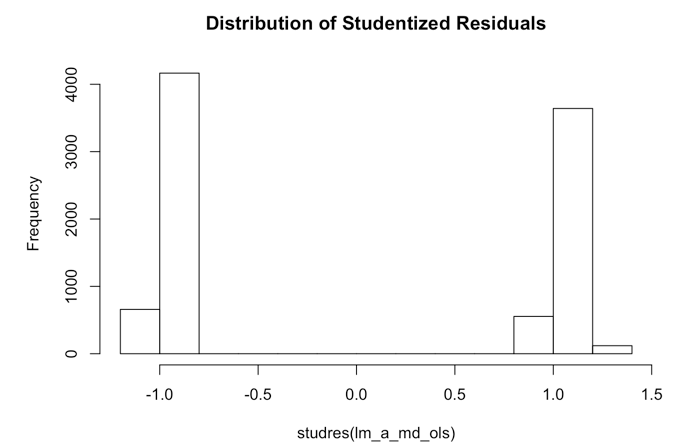 Distribution of Studentized Residuals
Frequency
4000
3000
2000
1000
0
-1.0 -0.5 0.0 0.5 1.0 1.5
studres(lm_a_md_ols)